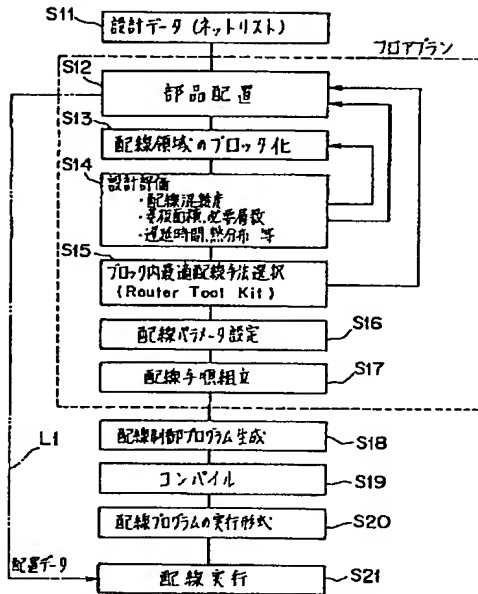 S11
設計データ(ネットリスト)
フロアプラン
S12
部品配置
S13
配線領域のブロック化
S14
設計評価
・配線混雑度
・基板面積,必要層数
・遅延時間,熱分布 等
S15
ブロック内最適配線手法選択
(Router Tool Kit)
配線パラメータ設定
S16
配線手順組立
S17
配線制御プログラム生成
S18
L1
コンパイル
S19
配線プログラムの実行形式
S20
配置データ
配線実行
S21